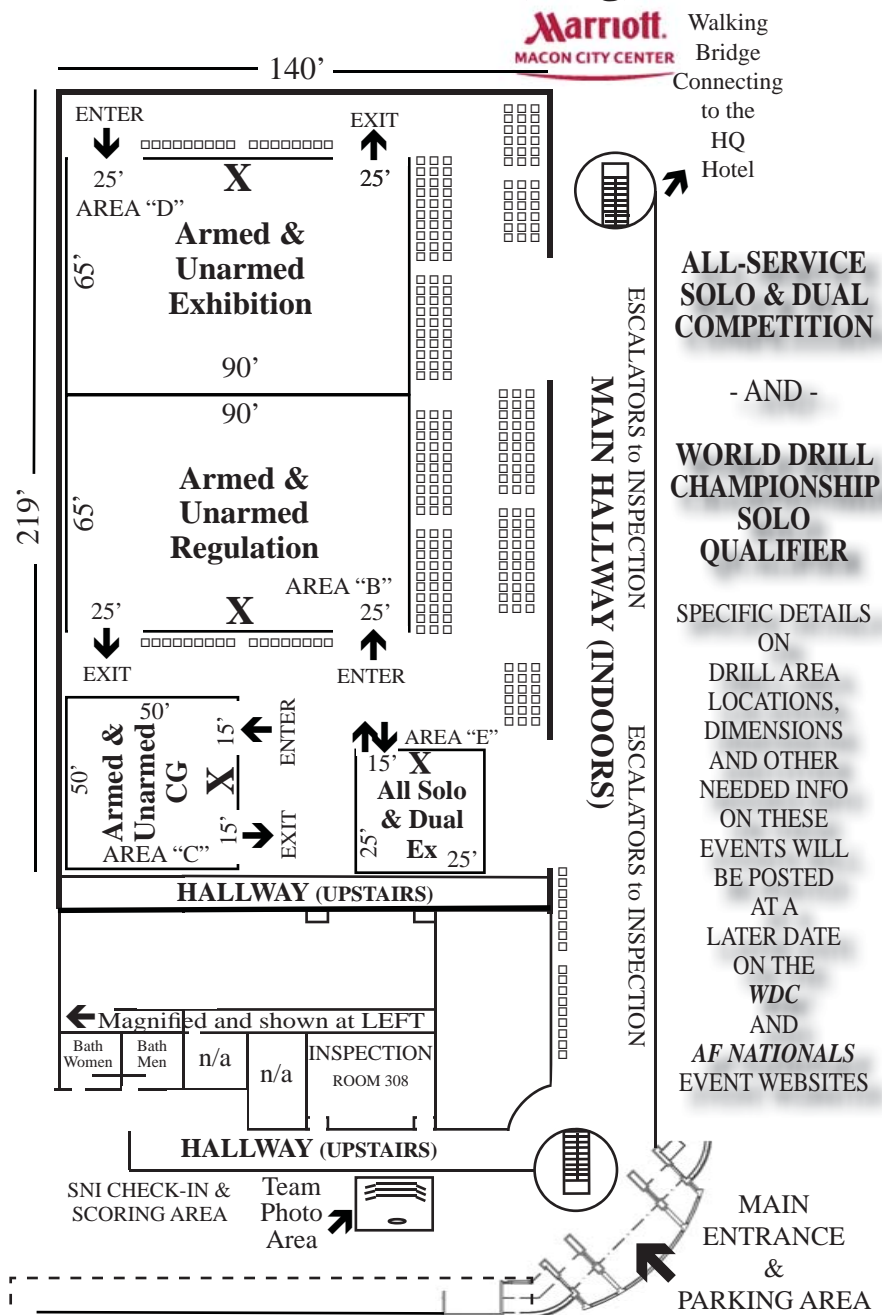 Marriott.
MACON CITY CENTER
Walking
Bridge
Connecting
to the
HQ
Hotel
140’
219’
ENTER
EXIT
25’
X
25’
AREA “D”
Armed &
Unarmed
Exhibition
65’
90’
90’
Armed &
Unarmed
Regulation
65’
AREA “B”
25’
X
25’
EXIT
ENTER
50’
50’
Armed &
Unarmed
CG
15’
X
15’
ENTER
EXIT
AREA “C”
AREA “E”
15’
X
All Solo
& Dual
Ex
25’
25’
HALLWAY (UPSTAIRS)
MAIN HALLWAY (INDOORS)
ESCALATORS to INSPECTION
ESCALATORS to INSPECTION
ALL-SERVICE
SOLO & DUAL
COMPETITION
- AND -
WORLD DRILL
CHAMPIONSHIP
SOLO
QUALIFIER
SPECIFIC DETAILS
ON
DRILL AREA
LOCATIONS,
DIMENSIONS
AND OTHER
NEEDED INFO
ON THESE
EVENTS WILL
BE POSTED
AT A
LATER DATE
ON THE
WDC
AND
AF NATIONALS
EVENT WEBSITES
Magnified and shown at LEFT
Bath
Women
Bath
Men
n/a
n/a
INSPECTION
ROOM 308
HALLWAY (UPSTAIRS)
SNI CHECK-IN &
SCORING AREA
Team
Photo
Area
MAIN
ENTRANCE
&
PARKING AREA